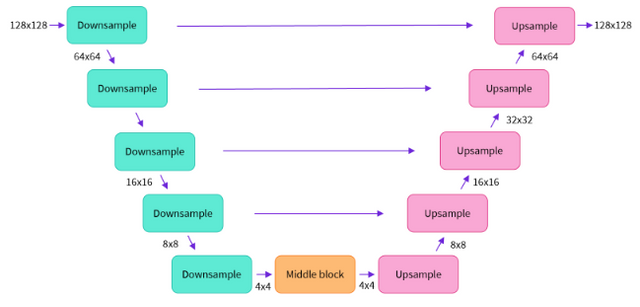 128x128
Downsample
Upsample
128x128
64x64
64x64
Downsample
Upsample
32x32
Downsample
Upsample
16x16
16x16
Downsample
Upsample
8x8
8x8
Downsample
4x4
Middle block
4x4
Upsample